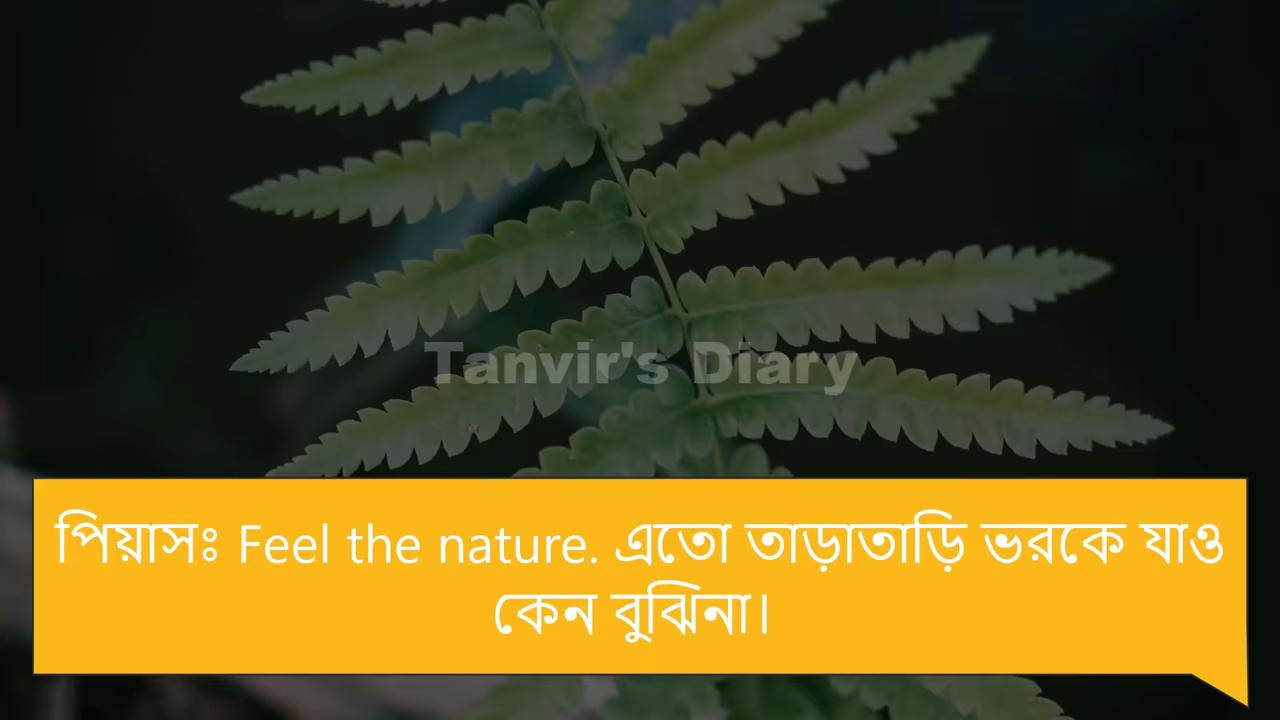 Tanvir's Diary
পিয়াসঃ Feel the nature. এতো তাড়াতাড়ি ভরকে যাও
কেন বুঝিনা।